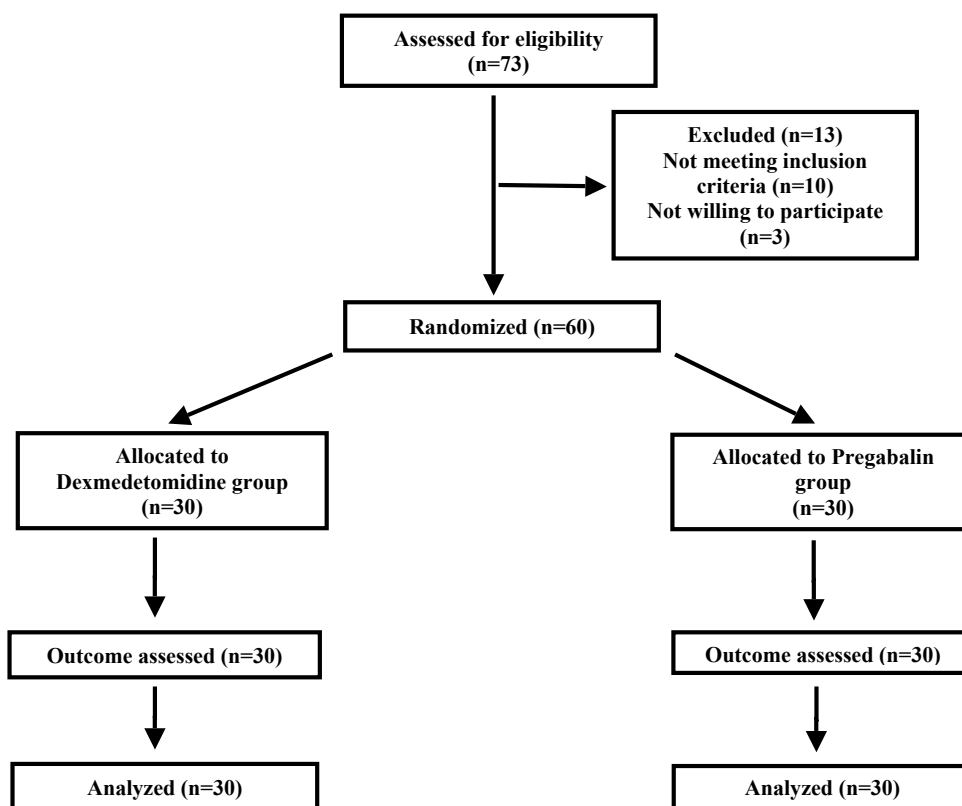 Assessed for eligibility
(n=73)
Excluded (n=13)
Not meeting inclusion
criteria (n=10)
Not willing to participate
(n=3)
Randomized (n=60)
Allocated to
Dexmedetomidine group
(n=30)
Allocated to Pregabalin
group
(n=30)
Outcome assessed (n=30)
Outcome assessed (n=30)
Analyzed (n=30)
Analyzed (n=30)